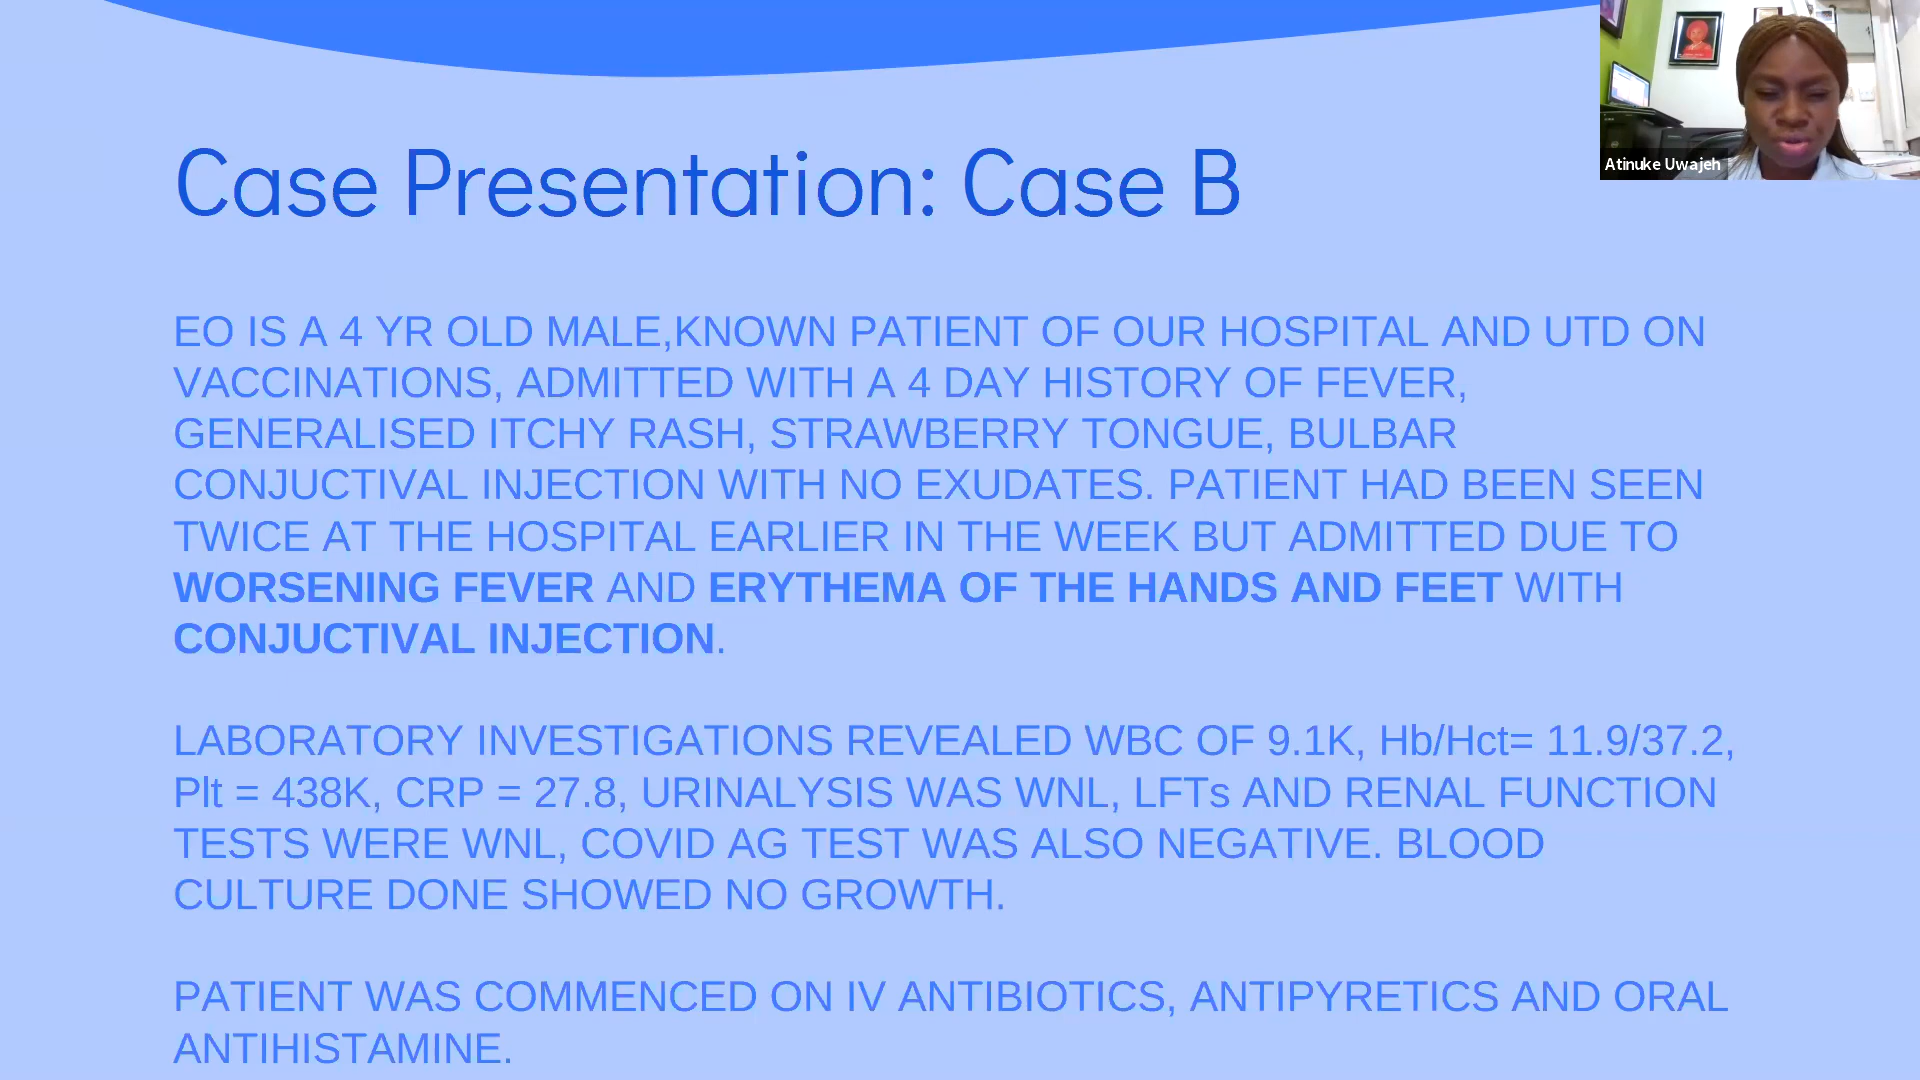 Case Presentation: Case B
Atinuke Uwajeh
EO IS A 4 YR OLD MALE,KNOWN PATIENT OF OUR HOSPITAL AND UTD ON
VACCINATIONS, ADMITTED WITH A 4 DAY HISTORY OF FEVER,
GENERALISED ITCHY RASH, STRAWBERRY TONGUE, BULBAR
CONJUCTIVAL INJECTION WITH NO EXUDATES. PATIENT HAD BEEN SEEN
TWICE AT THE HOSPITAL EARLIER IN THE WEEK BUT ADMITTED DUE TO
WORSENING FEVER AND ERYTHEMA OF THE HANDS AND FEET WITH
CONJUCTIVAL INJECTION.
LABORATORY INVESTIGATIONS REVEALED WBC OF 9.1K, Hb/Hct= 11.9/37.2,
Plt = 438K, CRP = 27.8, URINALYSIS WAS WNL, LFTs AND RENAL FUNCTION
TESTS WERE WNL, COVID AG TEST WAS ALSO NEGATIVE. BLOOD
CULTURE DONE SHOWED NO GROWTH.
PATIENT WAS COMMENCED ON IV ANTIBIOTICS, ANTIPYRETICS AND ORAL
ANTIHISTAMINE.